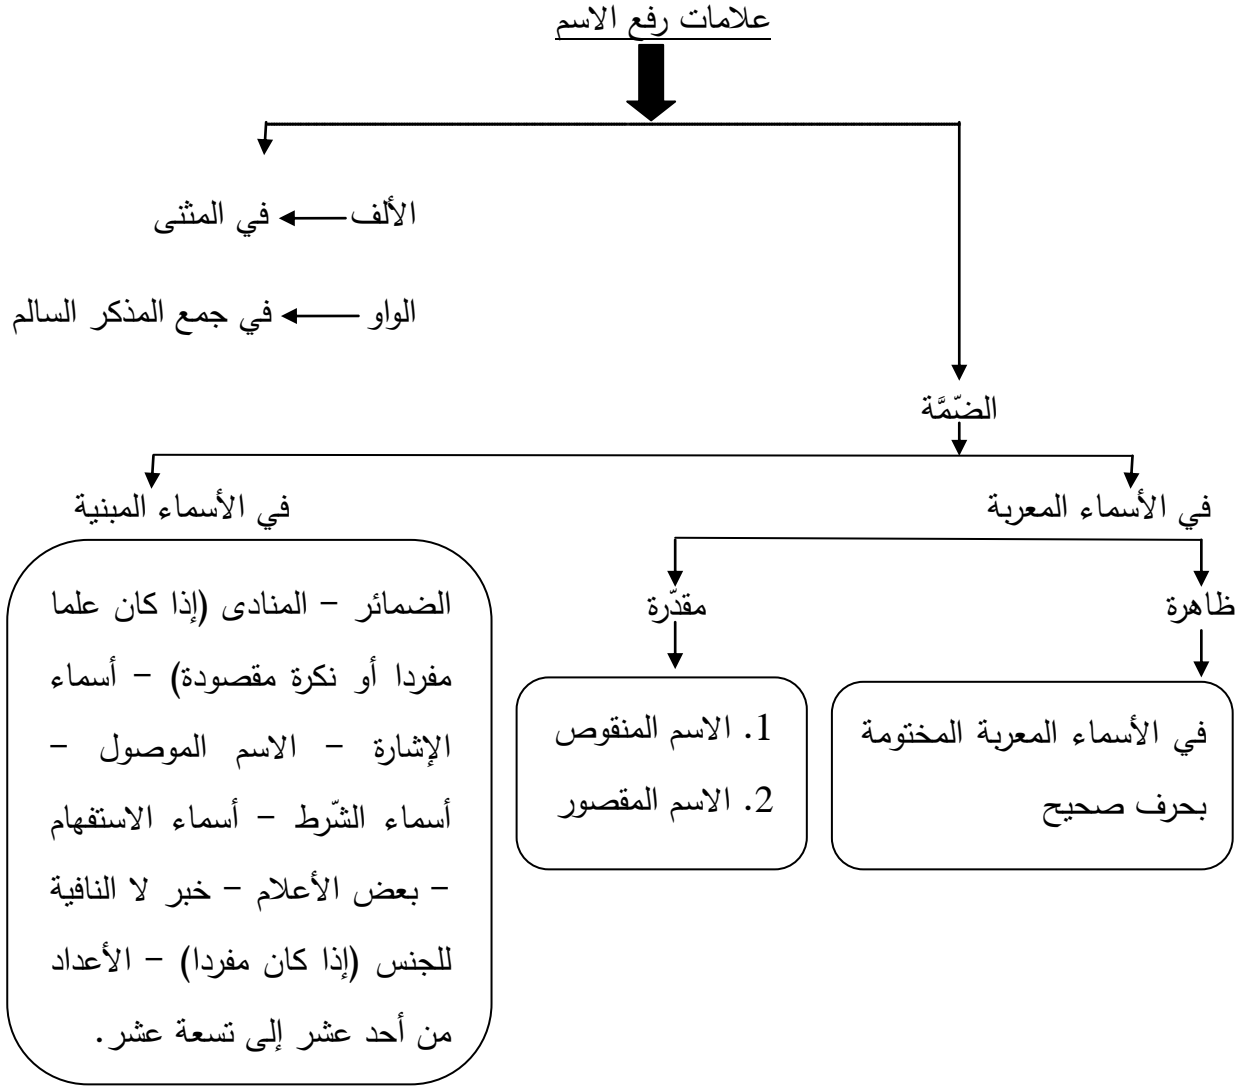 علامات رفع الاسم
الألف في المثنى
الواو في جمع المذكر السالم
الضّمَّة
في الأسماء المعربة
في الأسماء المبنية
ظاهرة
مقدّرة
في الأسماء المعربة المختومة
بحرف صحيح
1. الاسم المنقوص
2. الاسم المقصور
الضمائر – المنادى (إذا كان علما
مفردا أو نكرة مقصودة) – أسماء
الإشارة – الاسم الموصول –
أسماء الشّرط – أسماء الاستفهام
– بعض الأعلام – خبر لا النافية
للجنس (إذا كان مفردا) – الأعداد
من أحد عشر إلى تسعة عشر.